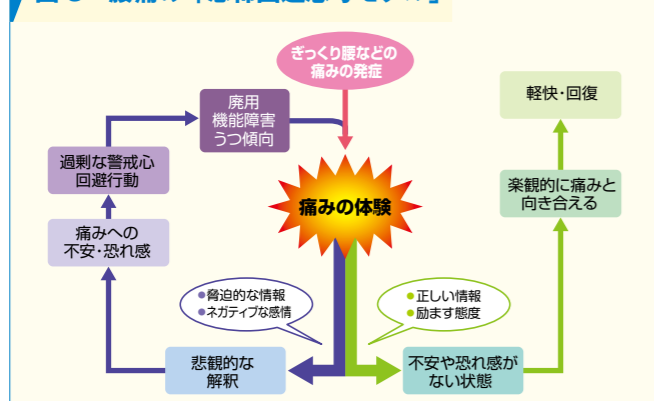 ぎっくり腰などの
痛みの発症
廃用
機能障害
うつ傾向
軽快・回復
過剰な警戒心
回避行動
楽観的に痛みと
向き合える
痛みの体験
痛みへの
不安・恐れ感
●脅迫的な情報
●ネガティブな感情
●正しい情報
●励ます態度
悲観的な
解釈
不安や恐れ感が
ない状態